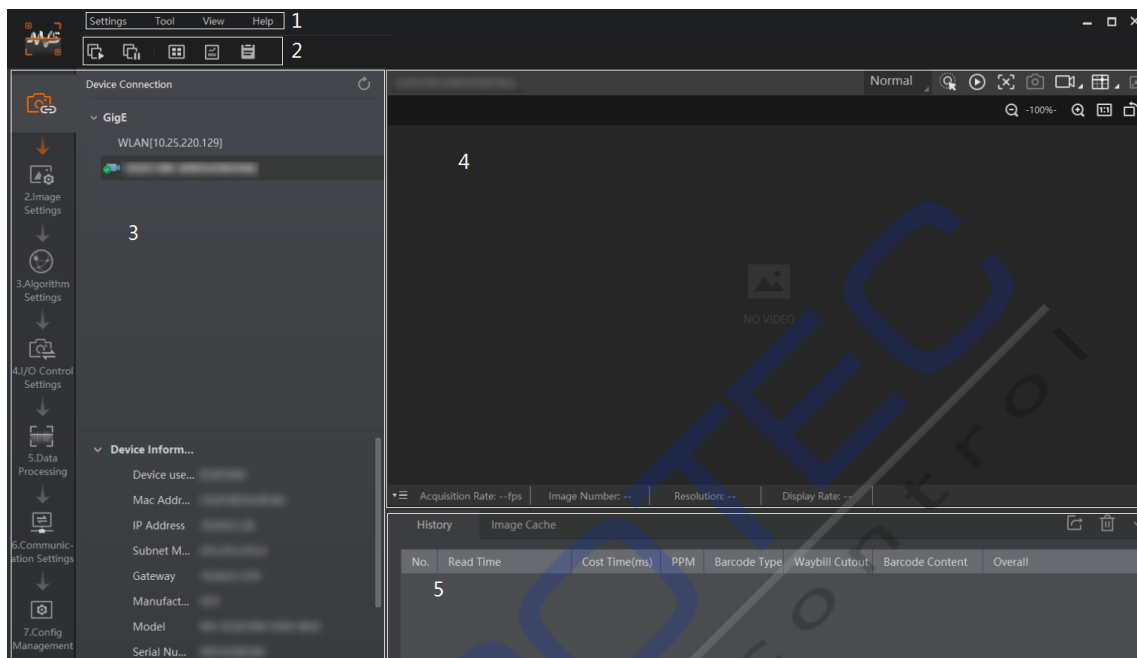 MVS
Settings Tool View Help 1
2
Device Connection
GigE
WLAN[10.25.220.129]
3
2.Image
Settings
3.Algorithm
Settings
4.I/O Control
Settings
5.Data
Processing
6.Communic-
ation Settings
7.Config
Management
Device Inform...
Device use...
Mac Addr...
IP Address
Subnet M...
Gateway
Manufact...
Model
Serial Nu...
Normal
-100%- 1:1
4
NO VIDEO
Acquisition Rate: --fps Image Number: -- Resolution: -- Display Rate: --
History Image Cache
No. Read Time Cost Time(ms) PPM Barcode Type Waybill Cutout Barcode Content Overall
5
OTEC
control